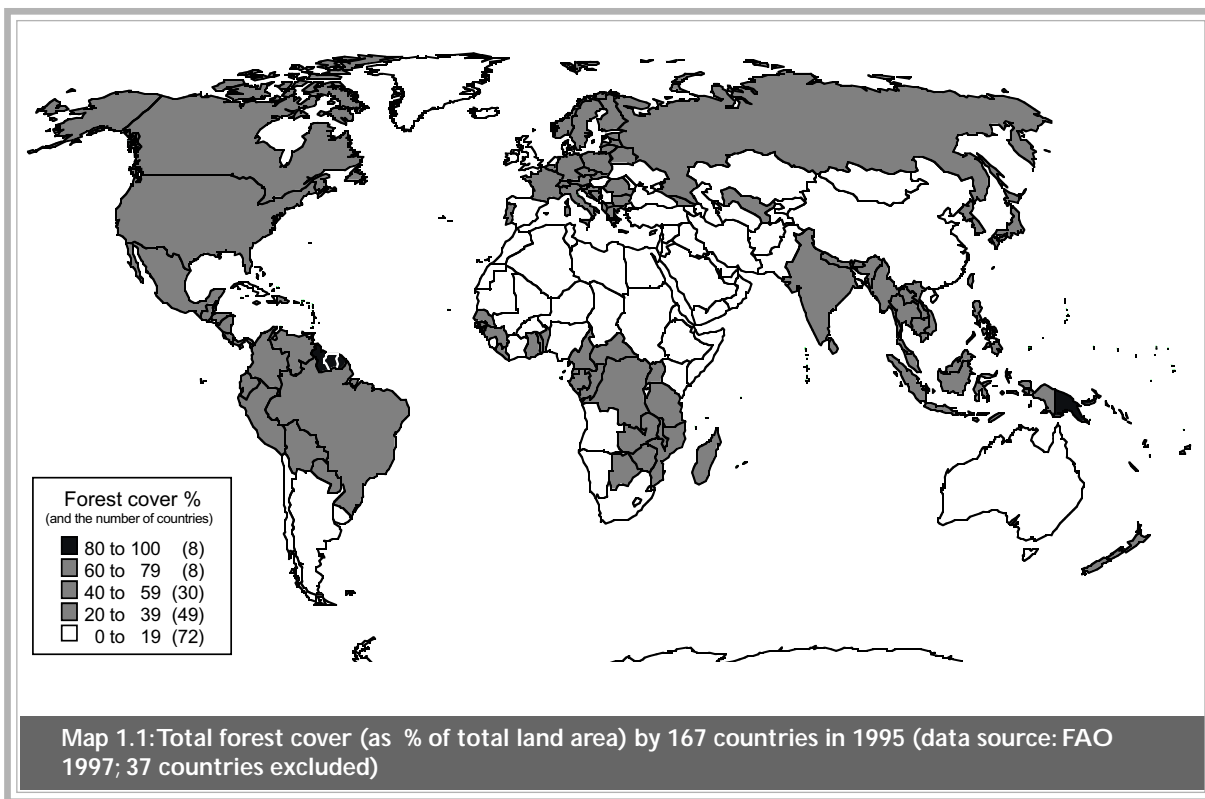 Forest cover %
(and the number of countries)
80 to 100 (8)
60 to 79 (8)
40 to 59 (30)
20 to 39 (49)
0 to 19 (72)
Map 1.1:Total forest cover (as % of total land area) by 167 countries in 1995 (data source: FAO
1997; 37 countries excluded)